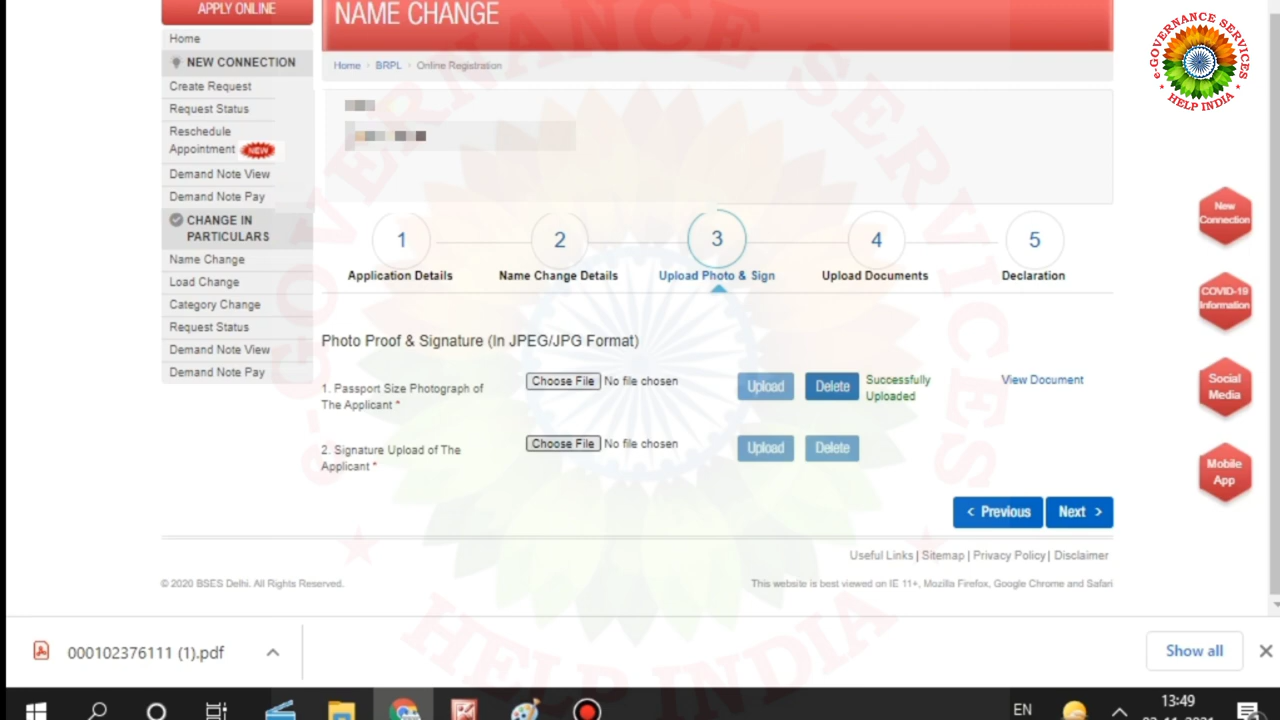 APPLY ONLINE
NAME CHANGE
e-GOVERNANCE SERVICES
HELP INDIA
Home
NEW CONNECTION
Create Request
Request Status
Reschedule
Appointment NEW
Demand Note View
Demand Note Pay
CHANGE IN
PARTICULARS
Name Change
Load Change
Category Change
Request Status
Demand Note View
Demand Note Pay
Home > BRPL > Online Registration
1 2 3 4 5
Application Details Name Change Details Upload Photo & Sign Upload Documents Declaration
Photo Proof & Signature (In JPEG/JPG Format)
1. Passport Size Photograph of
The Applicant *
Choose File No file chosen Upload Delete Successfully
Uploaded
View Document
2. Signature Upload of The
Applicant *
Choose File No file chosen Upload Delete
< Previous Next >
New
Connection
COVID-19
Information
Social
Media
Mobile
App
Useful Links | Sitemap | Privacy Policy | Disclaimer
© 2020 BSES Delhi. All Rights Reserved.
This website is best viewed on IE 11+, Mozilla Firefox, Google Chrome and Safari
000102376111 (1).pdf
Show all
EN
13:49